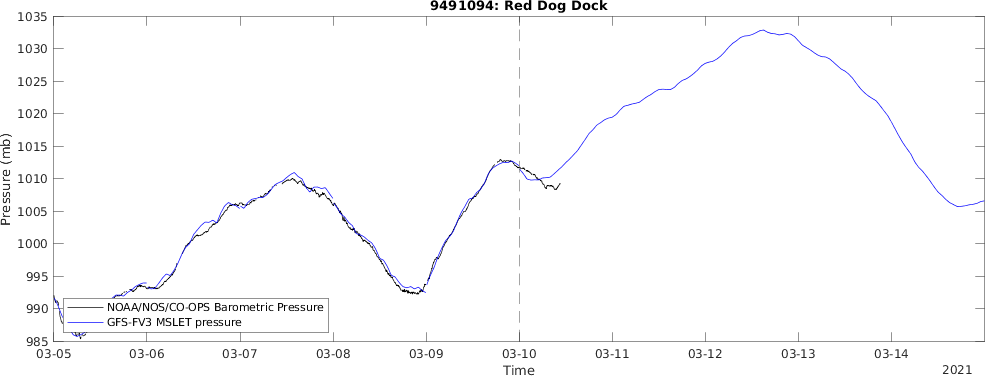 9491094: Red Dog Dock
Pressure (mb)
1035
1030
1025
1020
1015
1010
1005
1000
995
990
985
NOAA/NOS/CO-OPS Barometric Pressure
GFS-FV3 MSLET pressure
03-05 03-06 03-07 03-08 03-09 03-10 03-11 03-12 03-13 03-14
Time
2021